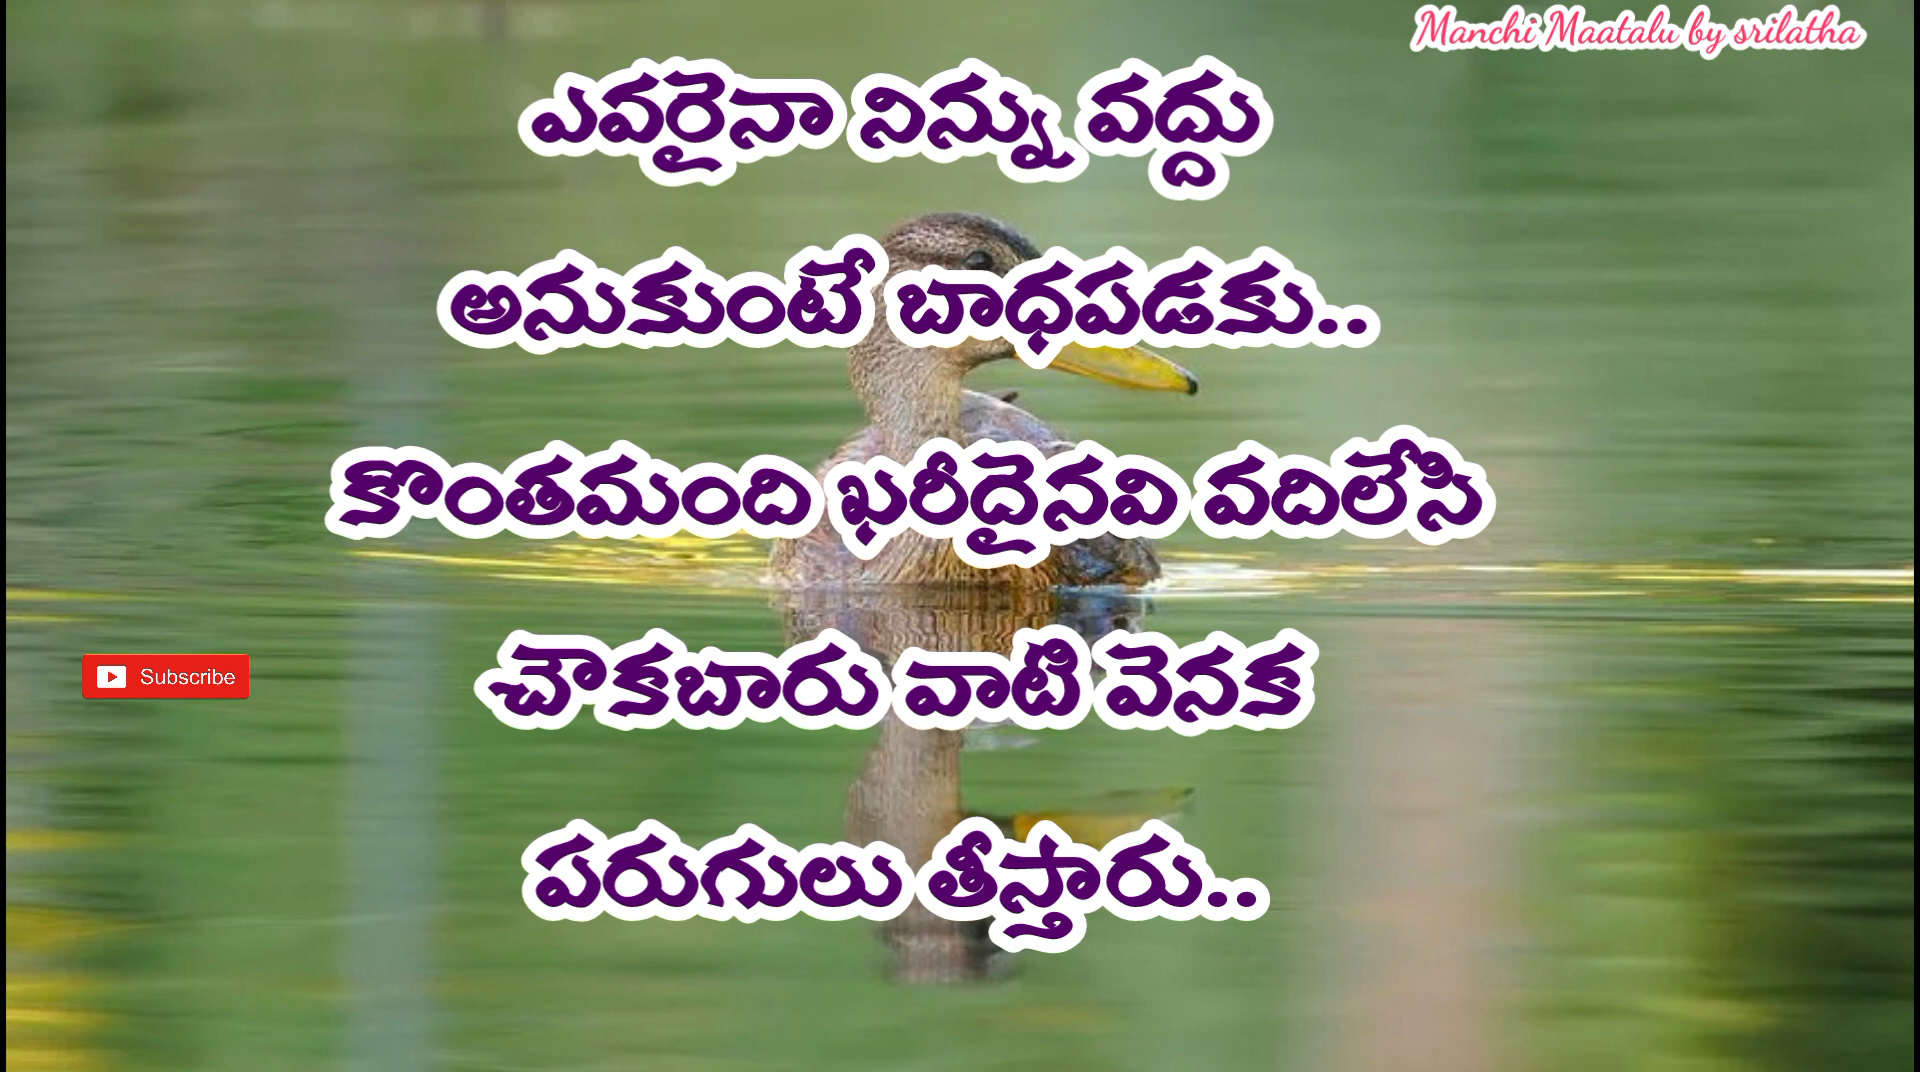 Manchi Maatalu by srilatha
ఎవరైనా నిన్ను వద్దు
అనుకుంటే బాధపడకు..
కొంతమంది ఖరీదైనవి వదిలేసి
Subscribe
చౌకబారు వాటి వెనక
పరుగులు తీస్తారు..